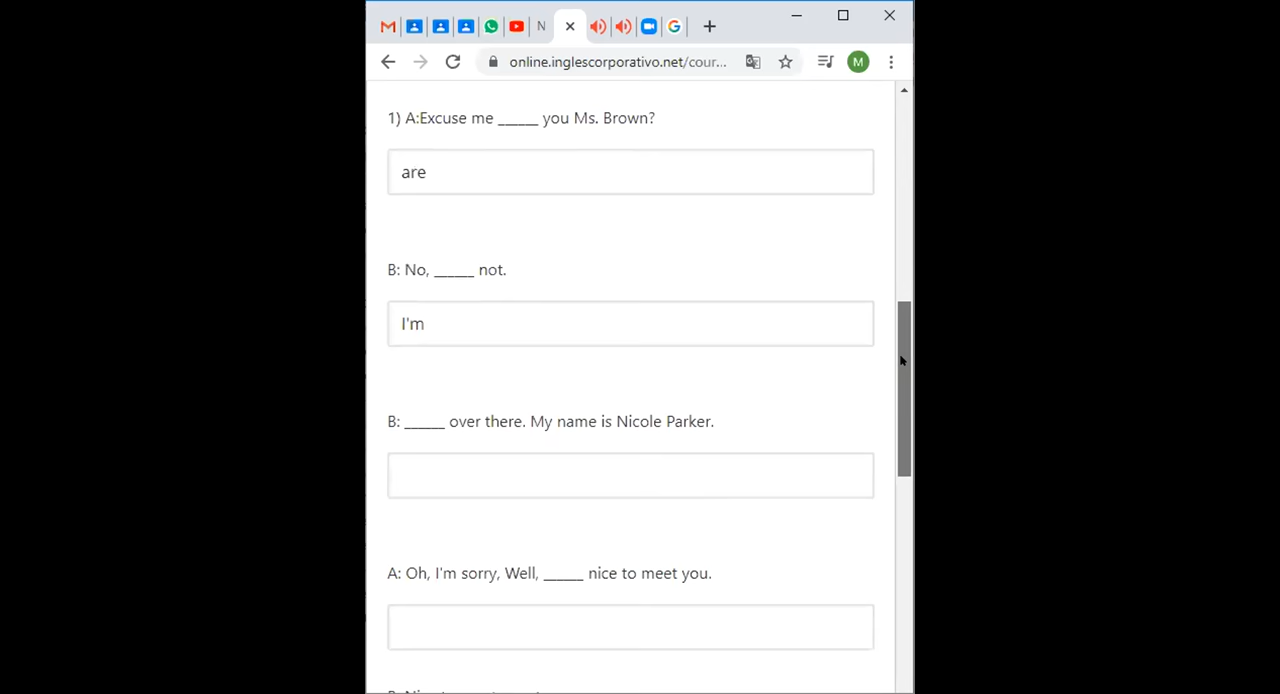 N
online.inglescorporativo.net/cour...
M
1) A:Excuse me _____ you Ms. Brown?
are
B: No, _____ not.
I'm
B: _____ over there. My name is Nicole Parker.
A: Oh, I'm sorry, Well, _____ nice to meet you.